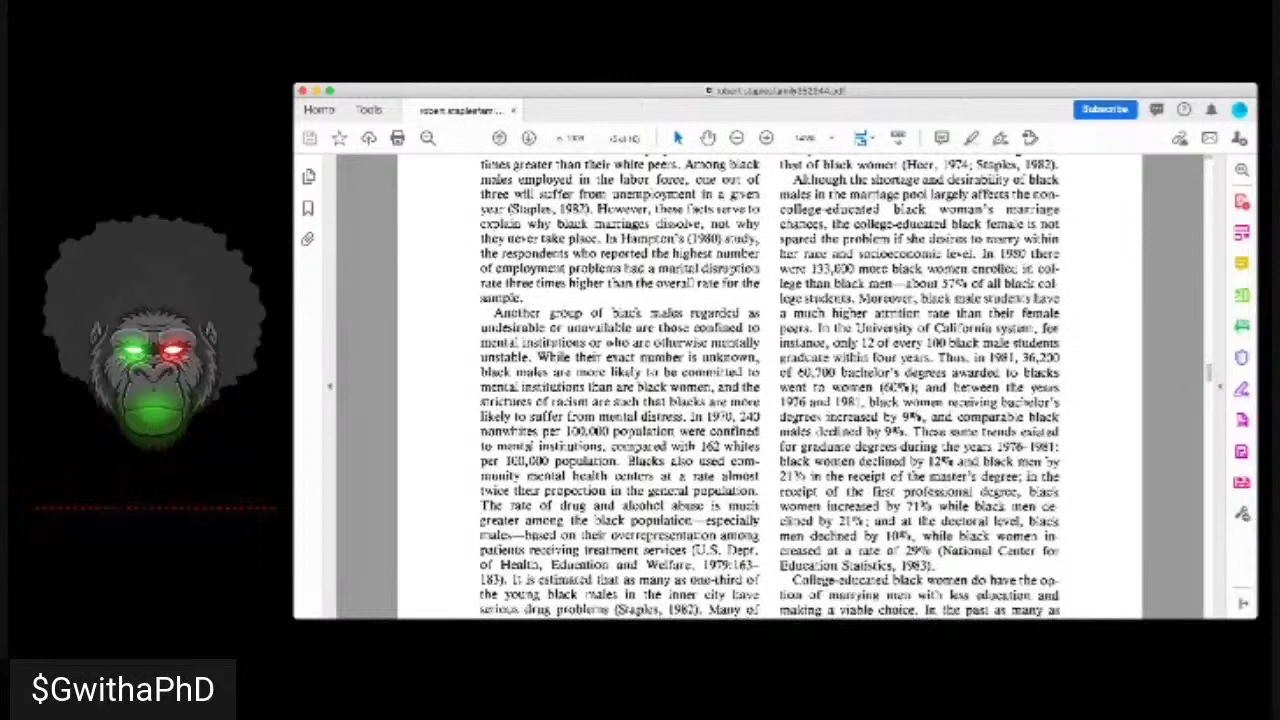 robert.staplesfamily352344.pdf
Home
Tools
robert.staplesfam...
Subscribe
times greater than their white peers. Among black
males employed in the labor force, one out of
three will suffer from unemployment in a given
year (Staples, 1982). However, these facts serve to
explain why black marriages dissolve, not why
they never take place. In Hampton's (1980) study,
the respondents who reported the highest number
of employment problems had a marital disruption
rate three times higher than the overall rate for the
sample.
Another group of black males regarded as
undesirable or unavailable are those confined to
mental institutions or who are otherwise mentally
unstable. While their exact number is unknown,
black males are more likely to be committed to
mental institutions than are black women, and the
strictures of racism are such that blacks are more
likely to suffer from mental distress. In 1970, 240
nonwhites per 100,000 population were confined
to mental institutions, compared with 162 whites
per 100,000 population. Blacks also used com-
munity mental health centers at a rate almost
twice their proportion in the general population.
The rate of drug and alcohol abuse is much
greater among the black population—especially
males—based on their overrepresentation among
patients receiving treatment services (U.S. Dept.
of Health, Education and Welfare, 1979:163-
183). It is estimated that as many as one-third of
the young black males in the inner city have
serious drug problems (Staples, 1982). Many of
that of black women (Heer, 1974; Staples, 1982).
Although the shortage and desirability of black
males in the marriage pool largely affects the non-
college-educated black woman's marriage
chances, the college-educated black female is not
spared the problem if she desires to marry within
her race and socioeconomic level. In 1980 there
were 133,000 more black women enrolled in col-
lege than black men—about 57% of all black col-
lege students. Moreover, black male students have
a much higher attrition rate than their female
peers. In the University of California system, for
instance, only 12 of every 100 black male students
graduate within four years. Thus, in 1981, 36,200
of 60,700 bachelor's degrees awarded to blacks
went to women (60%); and between the years
1976 and 1981, black women receiving bachelor's
degrees increased by 9%, and comparable black
males declined by 9%. These same trends existed
for graduate degrees during the years 1976-1981:
black women declined by 12% and black men by
21% in the receipt of the master's degree; in the
receipt of the first professional degree, black
women increased by 71% while black men de-
clined by 21%; and at the doctoral level, black
men declined by 10%, while black women in-
creased at a rate of 29% (National Center for
Education Statistics, 1983).
College-educated black women do have the op-
tion of marrying men with less education and
making a viable choice. In the past as many as
$GwithaPhD